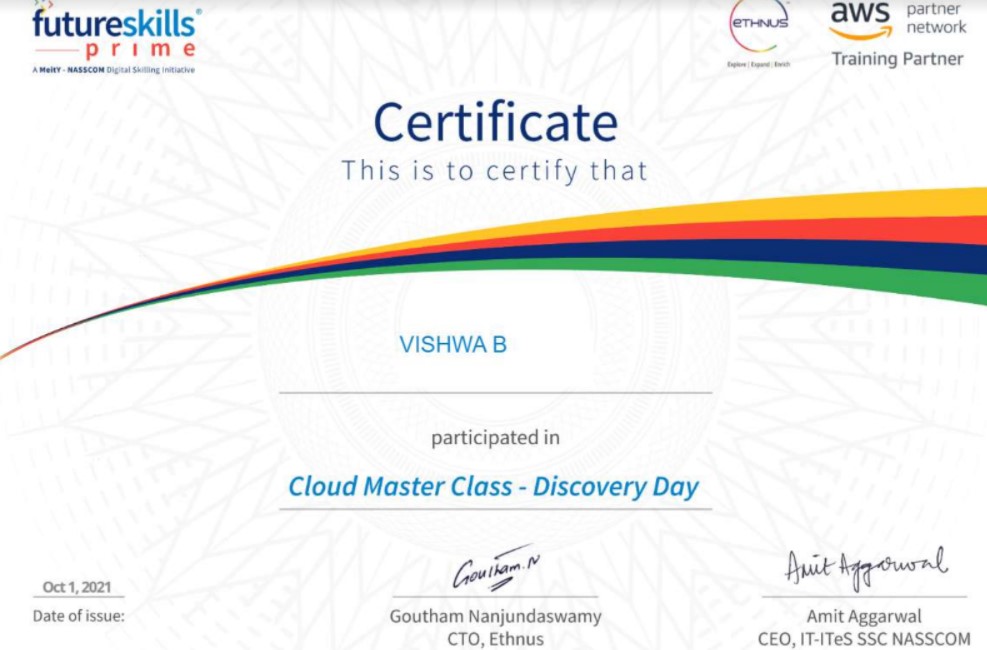 futureskills®
prime
A MeitY - NASSCOM Digital Skilling Initiative
ETHNUS
Explore | Expand | Enrich
aws partner
network
Training Partner
Certificate
This is to certify that
VISHWA B
participated in
Cloud Master Class - Discovery Day
Oct 1, 2021
Date of issue:
Goutham.N
Goutham Nanjundaswamy
CTO, Ethnus
Amit Aggarwal
Amit Aggarwal
CEO, IT-ITeS SSC NASSCOM